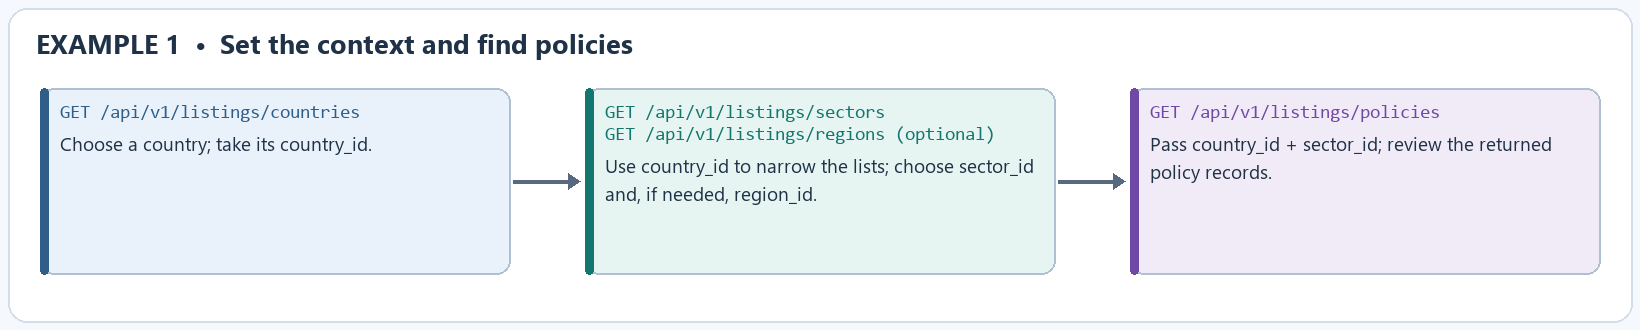 EXAMPLE 1 • Set the context and find policies
GET /api/v1/listings/countries
Choose a country; take its country_id.
GET /api/v1/listings/sectors
GET /api/v1/listings/regions (optional)
Use country_id to narrow the lists; choose sector_id
and, if needed, region_id.
GET /api/v1/listings/policies
Pass country_id + sector_id; review the returned
policy records.